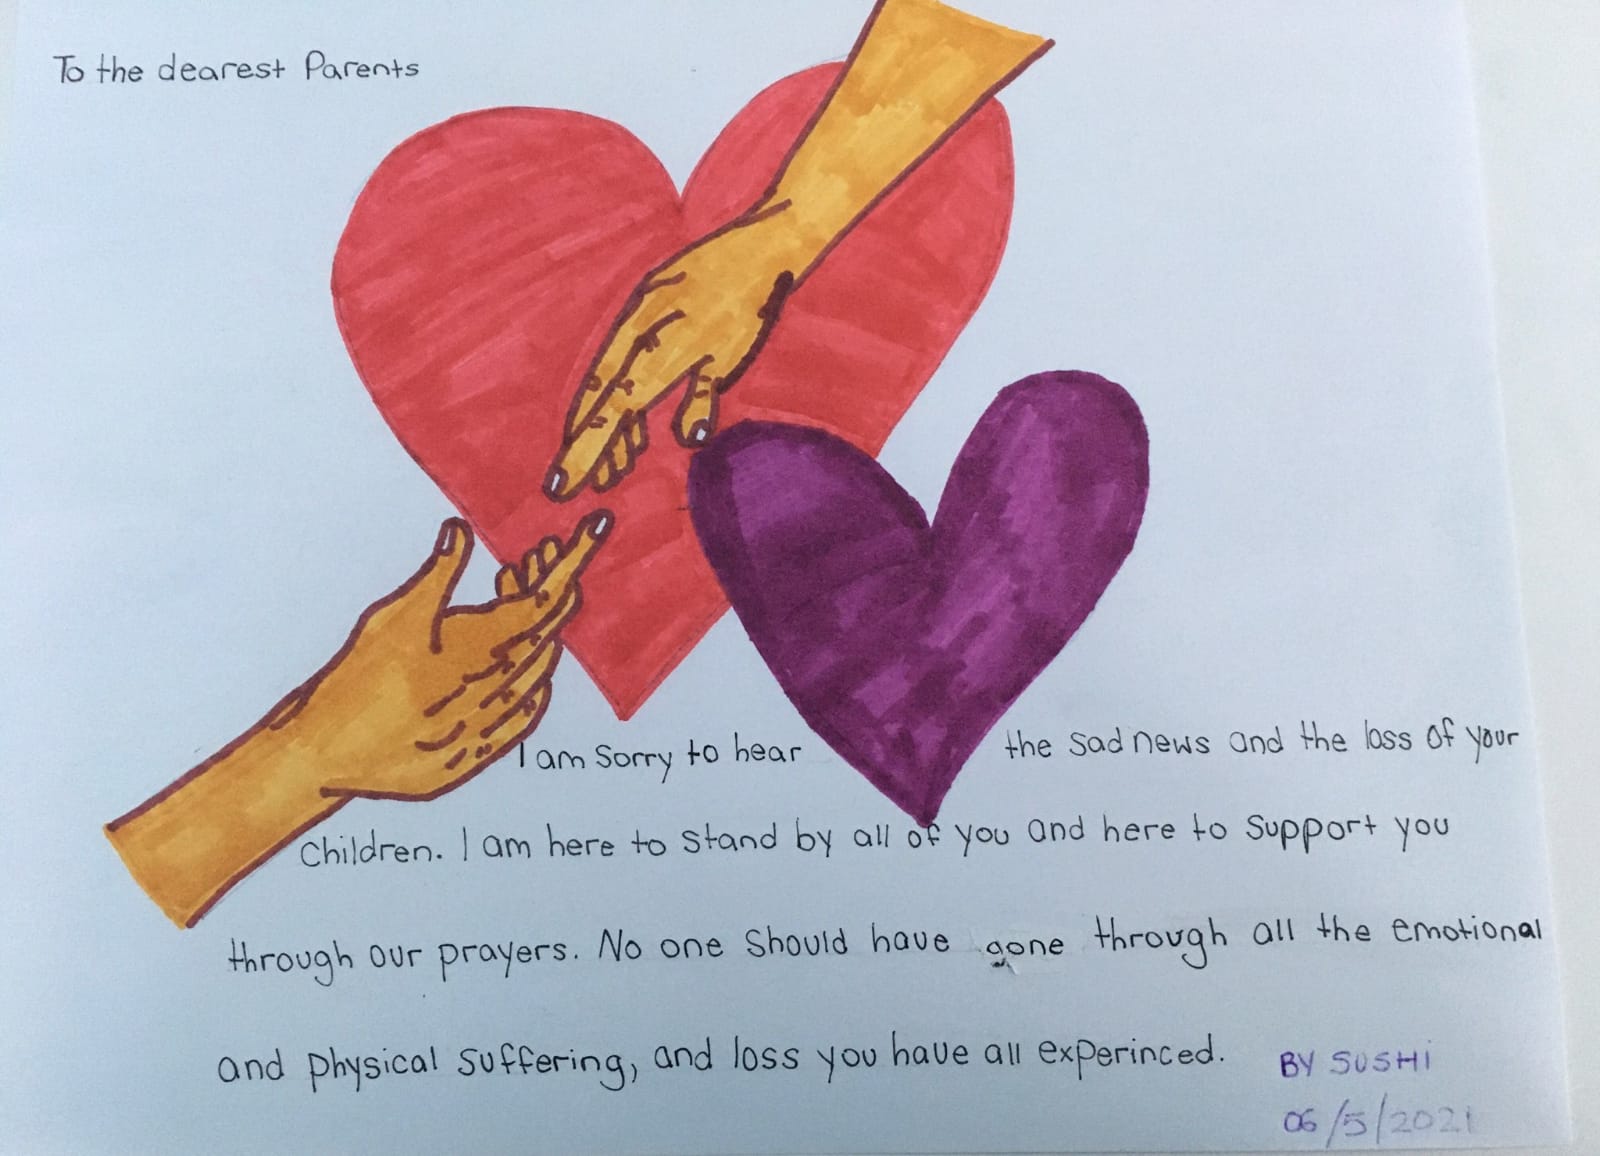 To the dearest Parents
I am sorry to hear the sad news and the loss of your
Children. I am here to stand by all of you and here to support you
through our prayers. No one should have gone through all the emotional
and physical suffering, and loss you have all experinced.
BY SUSHi
06/5/2021